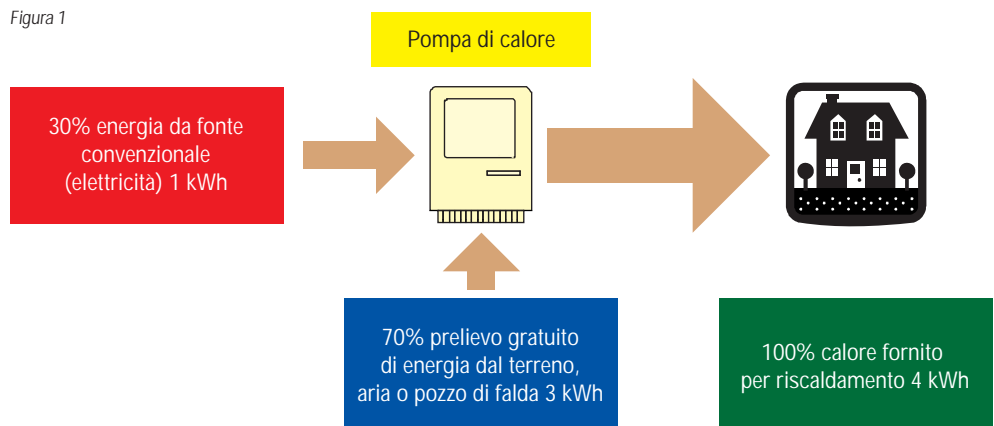 Figura 1
Pompa di calore
30% energia da fonte
convenzionale
(elettricità) 1 kWh
70% prelievo gratuito
di energia dal terreno,
aria o pozzo di falda 3 kWh
100% calore fornito
per riscaldamento 4 kWh